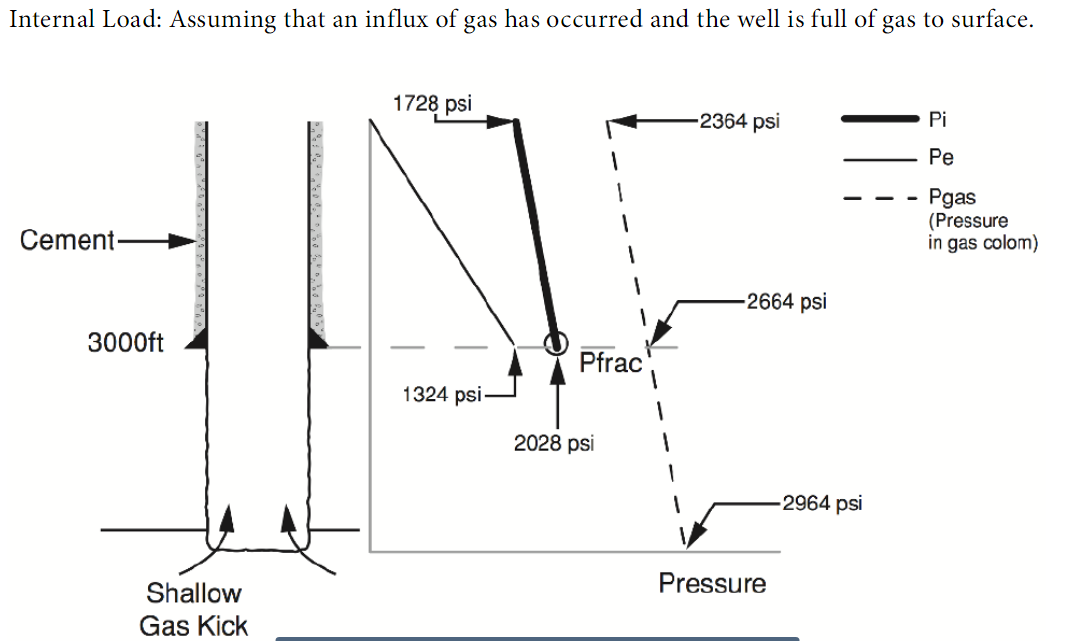 Internal Load: Assuming that an influx of gas has occurred and the well is full of gas to surface.
1728 psi
2364 psi
Pi
Pe
Pgas
(Pressure
in gas colom)
Cement
2664 psi
3000ft
Pfrac
1324 psi
2028 psi
2964 psi
Pressure
Shallow
Gas Kick